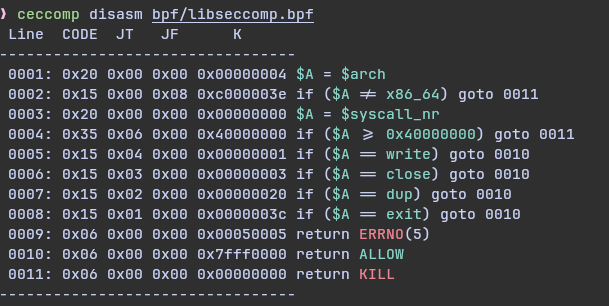 ❱ ceccomp disasm bpf/libseccomp.bpf
 Line  CODE  JT   JF      K
---------------------------------
 0001: 0x20 0x00 0x00 0x00000004 $A = $arch
 0002: 0x15 0x00 0x08 0xc000003e if ($A ≠ x86_64) goto 0011
 0003: 0x20 0x00 0x00 0x00000000 $A = $syscall_nr
 0004: 0x35 0x06 0x00 0x40000000 if ($A ≥ 0x40000000) goto 0011
 0005: 0x15 0x04 0x00 0x00000001 if ($A == write) goto 0010
 0006: 0x15 0x03 0x00 0x00000003 if ($A == close) goto 0010
 0007: 0x15 0x02 0x00 0x00000020 if ($A == dup) goto 0010
 0008: 0x15 0x01 0x00 0x0000003c if ($A == exit) goto 0010
 0009: 0x06 0x00 0x00 0x00050005 return ERRNO(5)
 0010: 0x06 0x00 0x00 0x7fff0000 return ALLOW
 0011: 0x06 0x00 0x00 0x00000000 return KILL
---------------------------------